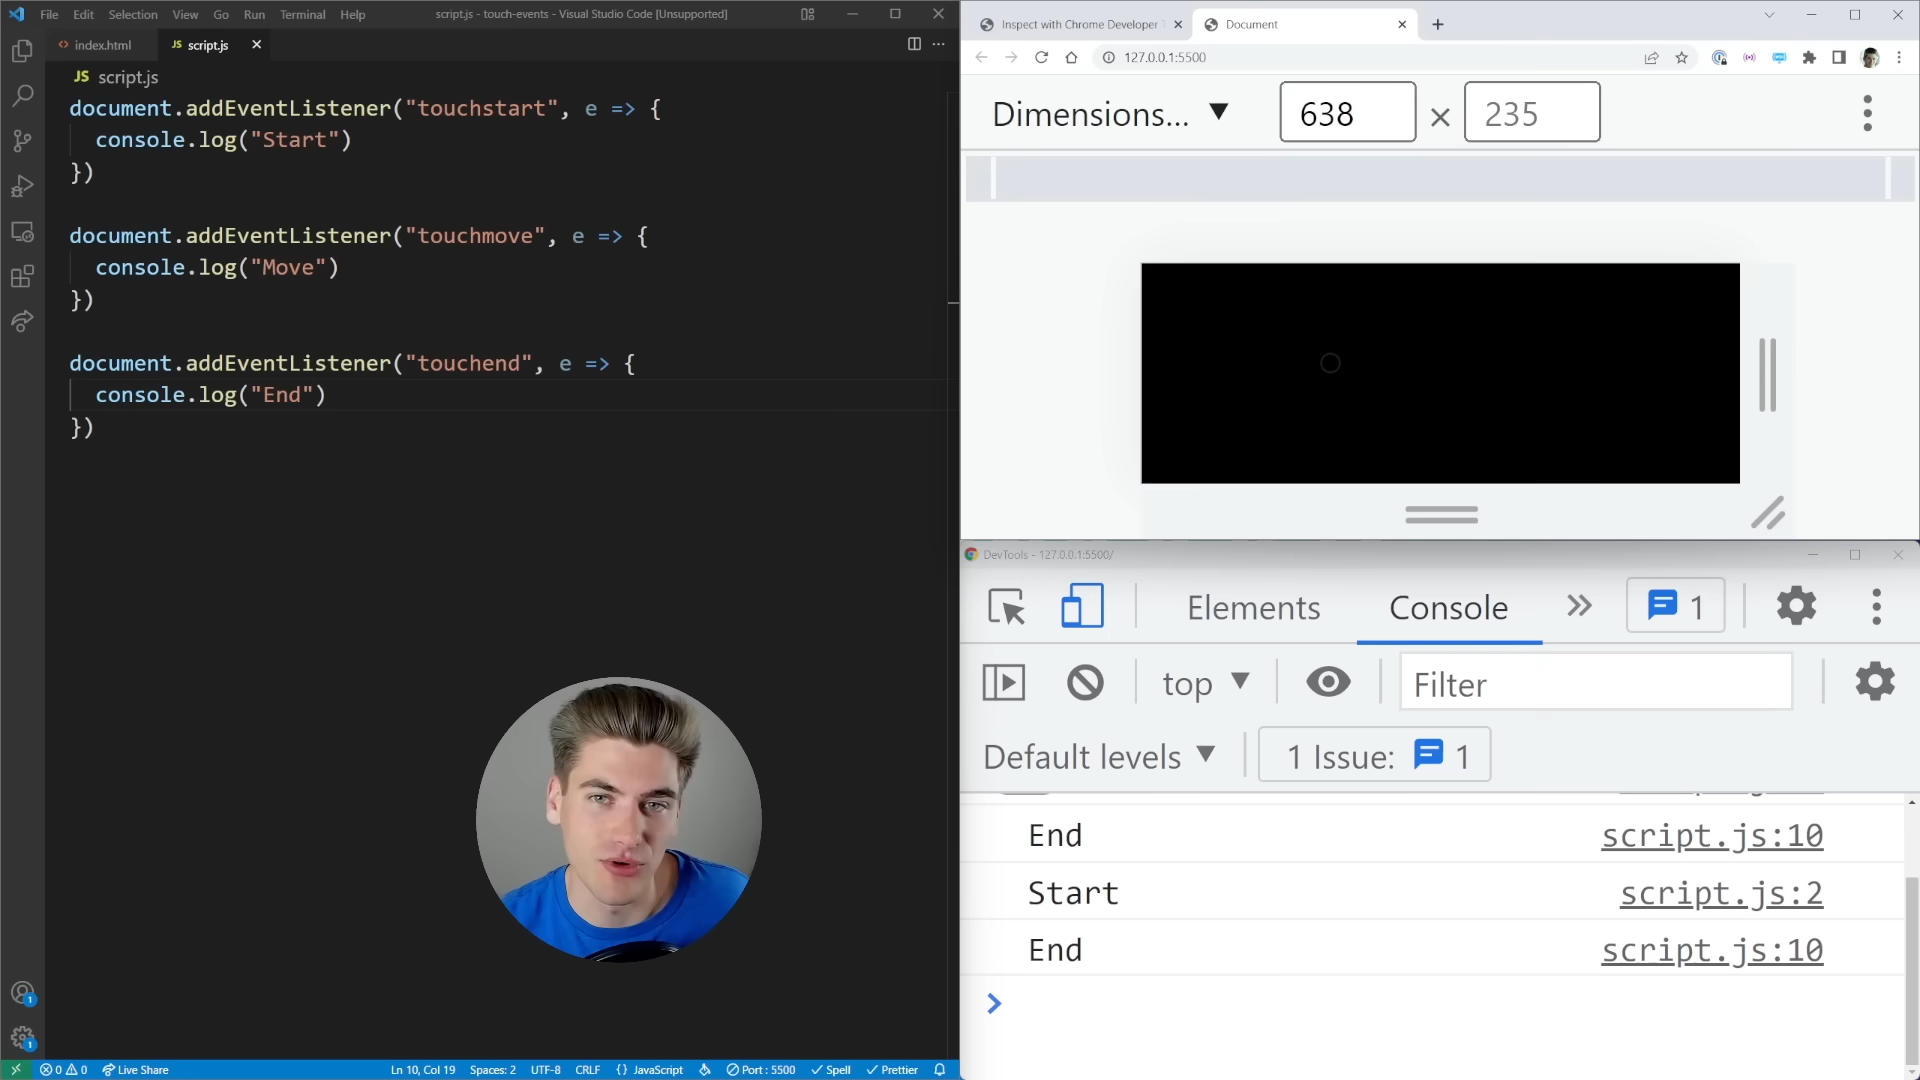 File Edit Selection View Go Run Terminal Help
script.js - touch-events - Visual Studio Code [Unsupported]
index.html
JS script.js
JS script.js
document.addEventListener("touchstart", e => {
console.log("Start")
})
document.addEventListener("touchmove", e => {
console.log("Move")
})
document.addEventListener("touchend", e => {
console.log("End")
})
1
1
0 0 Live Share
Ln 10, Col 19 Spaces: 2 UTF-8 CRLF {} JavaScript Port : 5500 Spell Prettier
Inspect with Chrome Developer
Document
127.0.0.1:5500
Dimensions... 638 × 235
DevTools - 127.0.0.1:5500/
Elements Console 1
top Filter
Default levels 1 Issue: 1
End script.js:10
Start script.js:2
End script.js:10